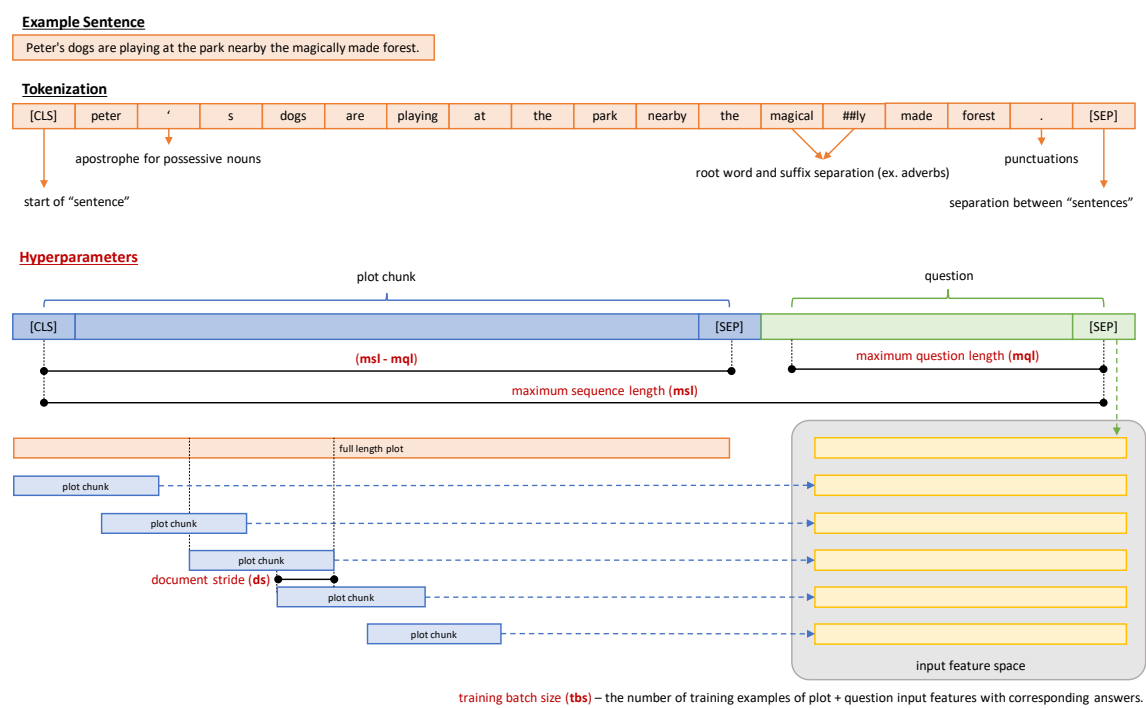 Example Sentence
Peter's dogs are playing at the park nearby the magically made forest.
Tokenization
[CLS] peter ‘ s dogs are playing at the park nearby the magical ##ly made forest . [SEP]
apostrophe for possessive nouns
punctuations
root word and suffix separation (ex. adverbs)
start of “sentence”
separation between “sentences”
Hyperparameters
plot chunk
question
[CLS] [SEP] [SEP]
(msl - mql)
maximum question length (mql)
maximum sequence length (msl)
full length plot
plot chunk
plot chunk
plot chunk
document stride (ds)
plot chunk
plot chunk
input feature space
training batch size (tbs) – the number of training examples of plot + question input features with corresponding answers.